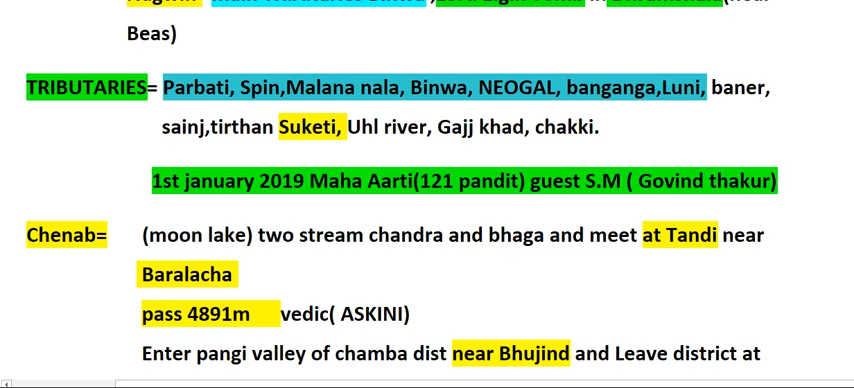 Beas)
TRIBUTARIES= Parbati, Spin,Malana nala, Binwa, NEOGAL, banganga,Luni, baner,
sainj,tirthan Suketi, Uhl river, Gajj khad, chakki.
1st january 2019 Maha Aarti(121 pandit) guest S.M ( Govind thakur)
Chenab= (moon lake) two stream chandra and bhaga and meet at Tandi near
Baralacha
pass 4891m vedic( ASKINI)
Enter pangi valley of chamba dist near Bhujind and Leave district at